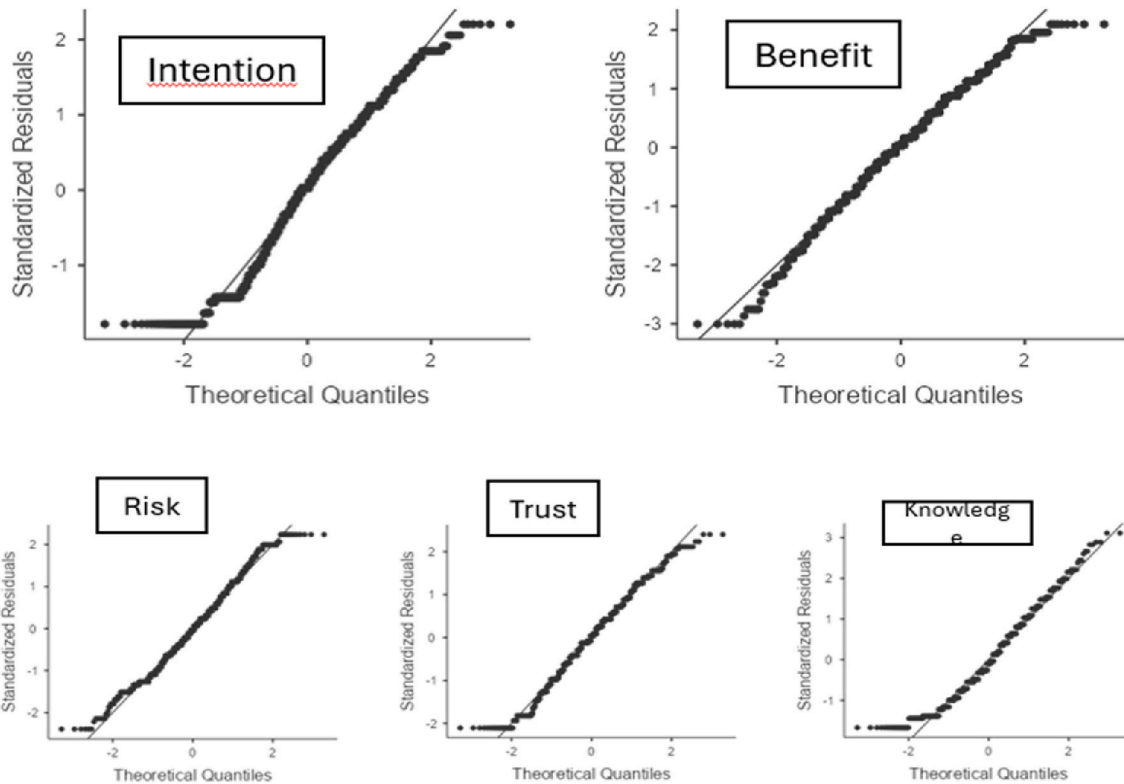 Intention
Standardized Residuals
2
1
0
-1
-2
0
2
Theoretical Quantiles
Benefit
Standardized Residuals
2
1
0
-1
-2
-3
-2
0
2
Theoretical Quantiles
Risk
Standardized Residuals
2
1
0
-1
-2
-2
0
2
Theoretical Quantiles
Trust
Standardized Residuals
2
1
0
-1
-2
-2
0
2
Theoretical Quantiles
Knowledg
e
Standardized Residuals
3
2
1
0
-1
-2
0
2
Theoretical Quantiles